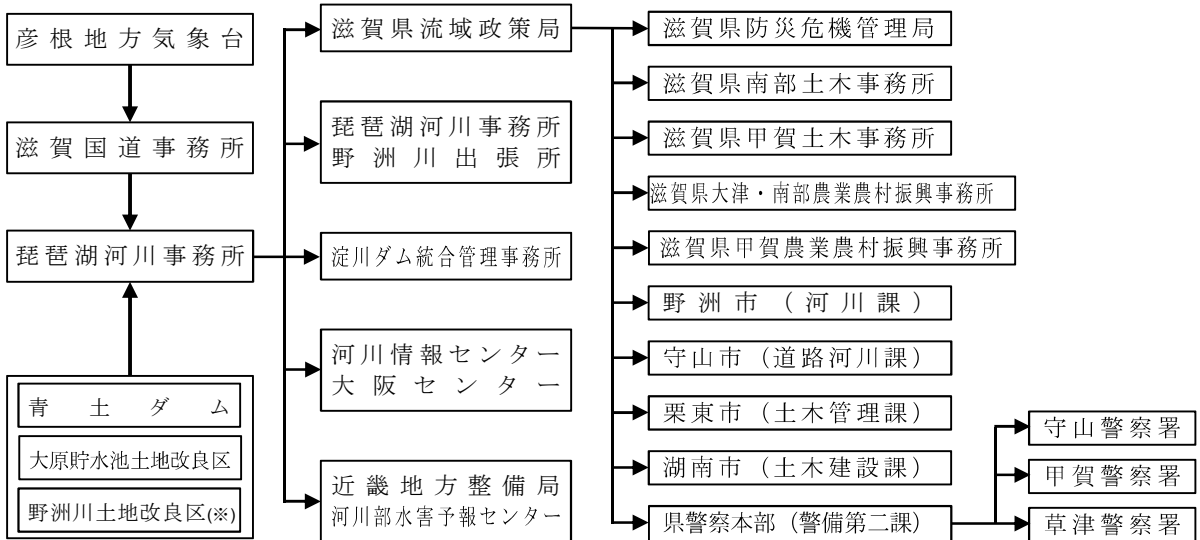 彦根地方気象台
滋賀国道事務所
琵琶湖河川事務所
青土ダム
大原貯水池土地改良区
野洲川土地改良区(※)
滋賀県流域政策局
琵琶湖河川事務所
野洲川出張所
淀川ダム統合管理事務所
河川情報センター
大阪センター
近畿地方整備局
河川部水害予報センター
滋賀県防災危機管理局
滋賀県南部土木事務所
滋賀県甲賀土木事務所
滋賀県大津・南部農業農村振興事務所
滋賀県甲賀農業農村振興事務所
野洲市（河川課）
守山市（道路河川課）
栗東市（土木管理課）
湖南市（土木建設課）
県警察本部（警備第二課）
守山警察署
甲賀警察署
草津警察署